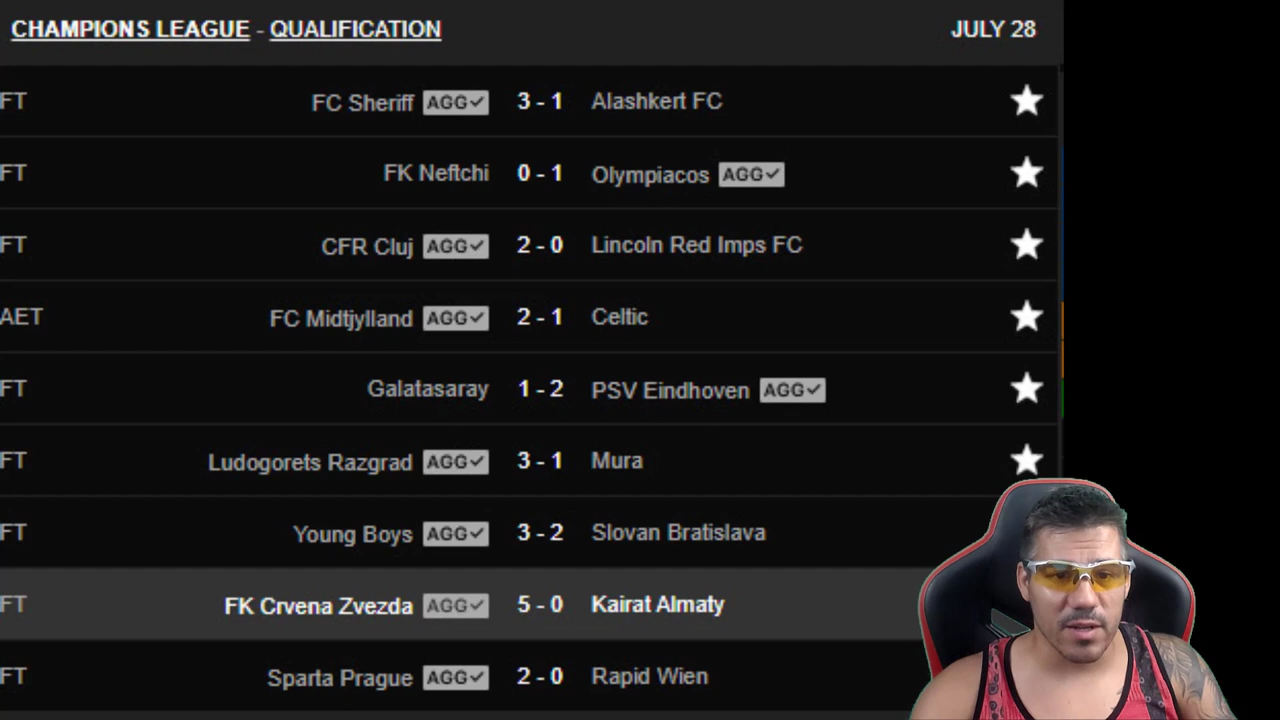 CHAMPIONS LEAGUE - QUALIFICATION JULY 28
FT FC Sheriff AGG✓ 3 - 1 Alashkert FC
FT FK Neftchi 0 - 1 Olympiacos AGG✓
FT CFR Cluj AGG✓ 2 - 0 Lincoln Red Imps FC
AET FC Midtjylland AGG✓ 2 - 1 Celtic
FT Galatasaray 1 - 2 PSV Eindhoven AGG✓
FT Ludogorets Razgrad AGG✓ 3 - 1 Mura
FT Young Boys AGG✓ 3 - 2 Slovan Bratislava
FT FK Crvena Zvezda AGG✓ 5 - 0 Kairat Almaty
FT Sparta Prague AGG✓ 2 - 0 Rapid Wien